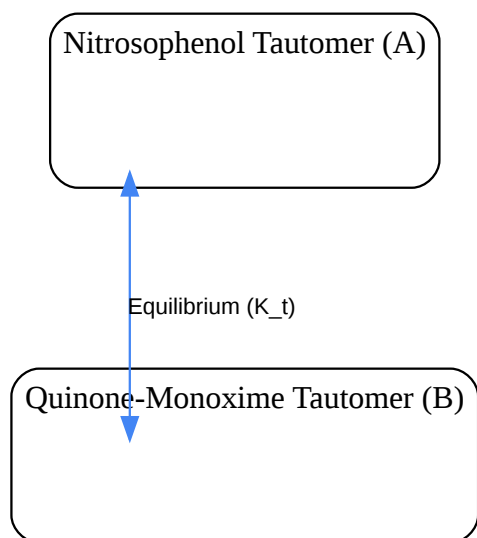 Nitrosophenol Tautomer (A)
Equilibrium (K_t)
Quinone-Monoxime Tautomer (B)